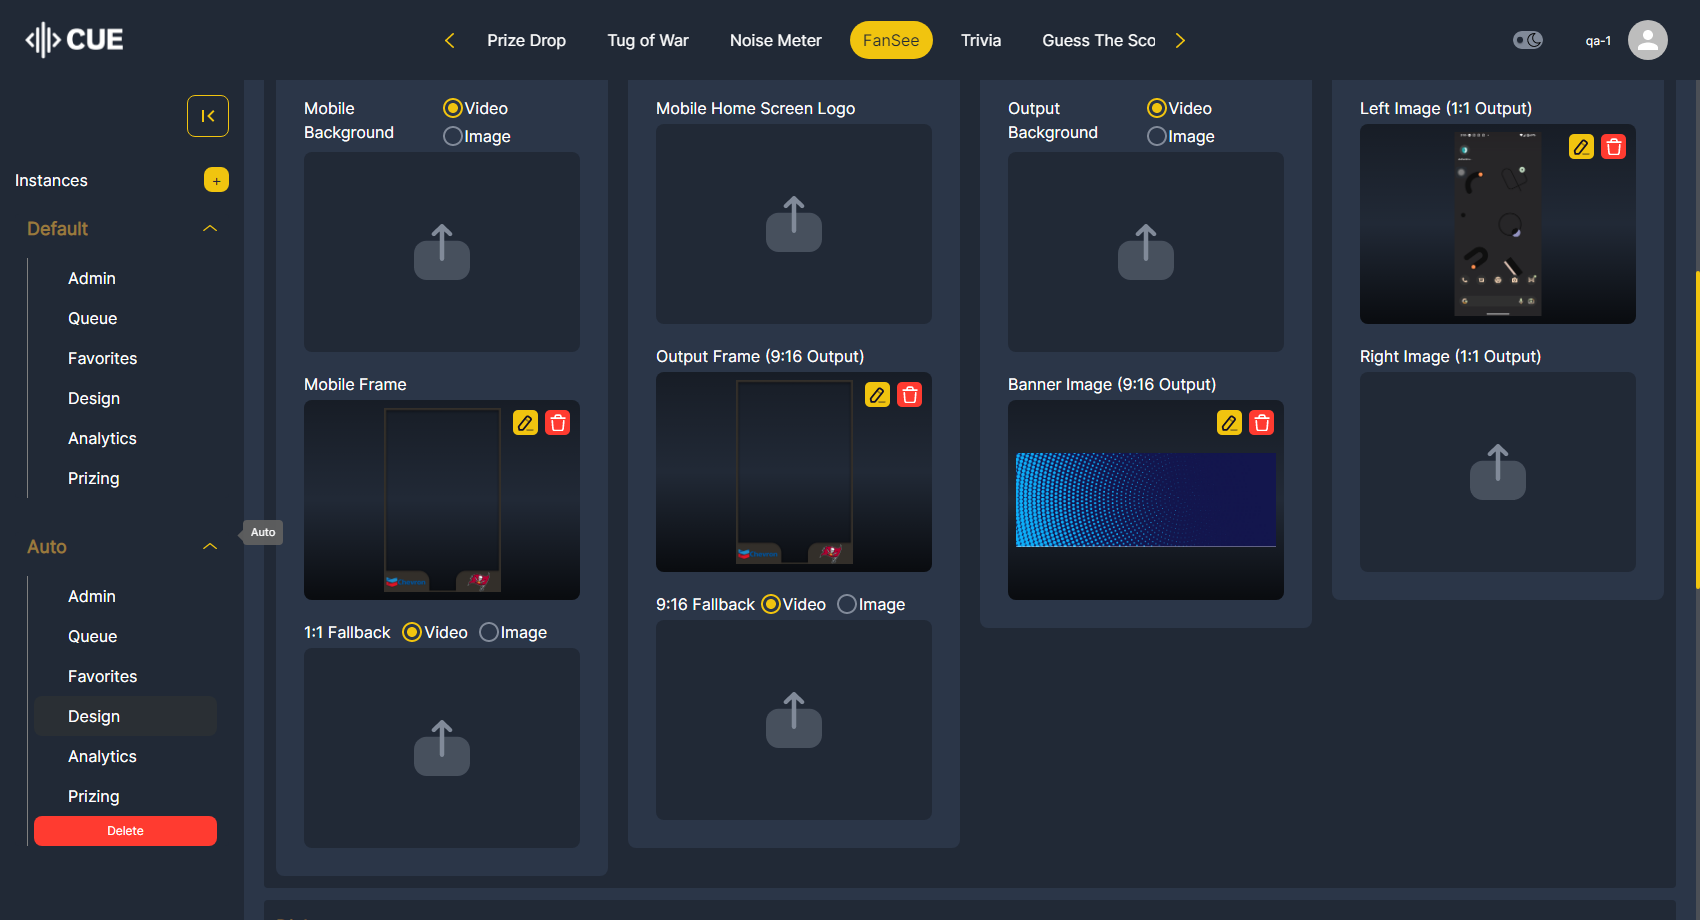 CUE
Prize Drop
Tug of War
Noise Meter
FanSee
Trivia
Guess The Sco
qa-1
Instances
+
Default
Admin
Queue
Favorites
Design
Analytics
Prizing
Auto
Auto
Admin
Queue
Favorites
Design
Analytics
Prizing
Delete
Mobile
Background
Video
Image
Mobile Frame
1:1 Fallback
Video
Image
Mobile Home Screen Logo
Output Frame (9:16 Output)
9:16 Fallback
Video
Image
Output
Background
Video
Image
Banner Image (9:16 Output)
Left Image (1:1 Output)
Right Image (1:1 Output)